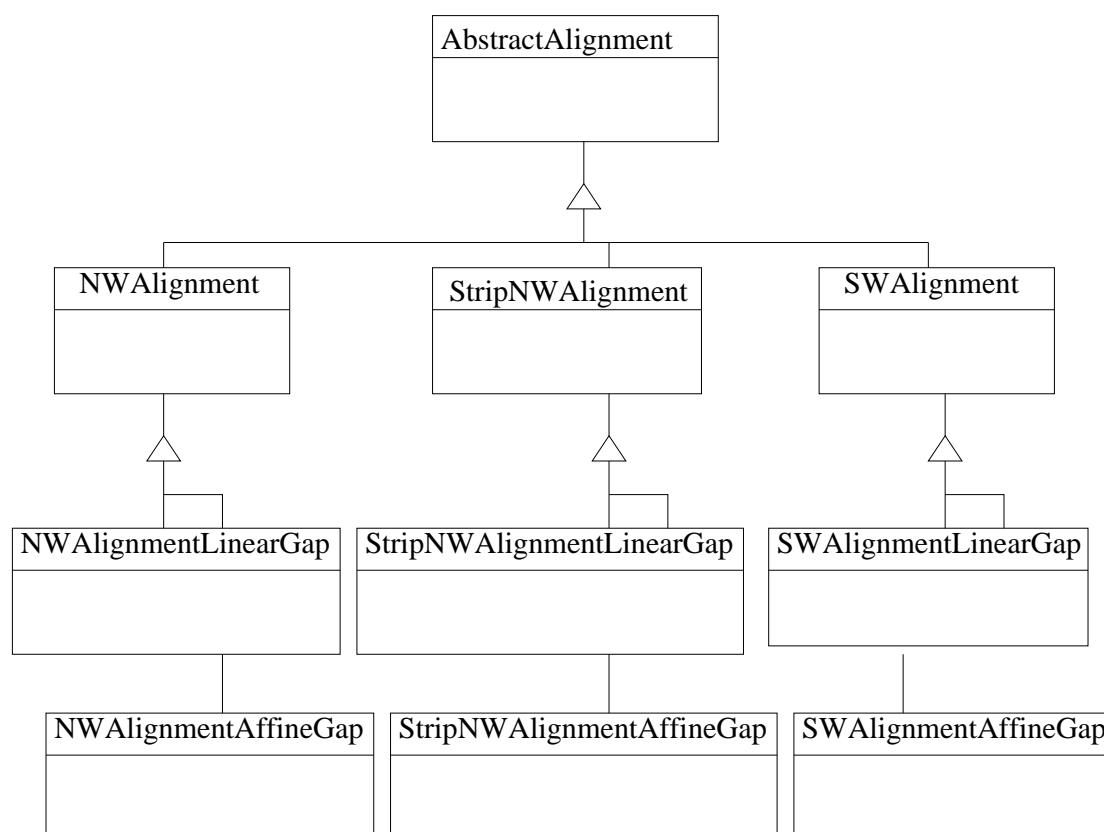 AbstractAlignment
NWAlignment
StripNWAlignment
SWAlignment
NWAlignmentLinearGap
StripNWAlignmentLinearGap
SWAlignmentLinearGap
NWAlignmentAffineGap
StripNWAlignmentAffineGap
SWAlignmentAffineGap